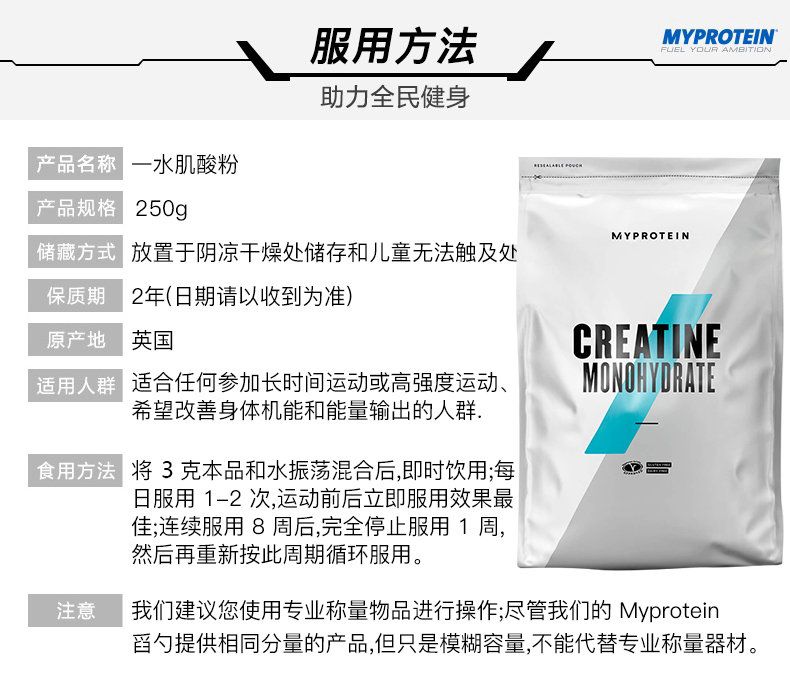 服用方法
MYPROTEIN
FUEL YOUR AMBITION
助力全民健身
产品名称 一水肌酸粉
产品规格 250g
储藏方式 放置于阴凉干燥处储存和儿童无法触及处
保质期 2年(日期请以收到为准)
原产地 英国
适用人群 适合任何参加长时间运动或高强度运动、
希望改善身体机能和能量输出的人群.
食用方法 将 3 克本品和水振荡混合后,即时饮用;每
日服用 1-2 次,运动前后立即服用效果最
佳;连续服用 8 周后,完全停止服用 1 周,
然后再重新按此周期循环服用。
注意 我们建议您使用专业称量物品进行操作;尽管我们的 Myprotein
舀勺提供相同分量的产品,但只是模糊容量,不能代替专业称量器材。
RESEALABLE POUCH
MYPROTEIN
CREATINE
MONOHYDRATE
GLUTEN FREE
DAIRY FREE